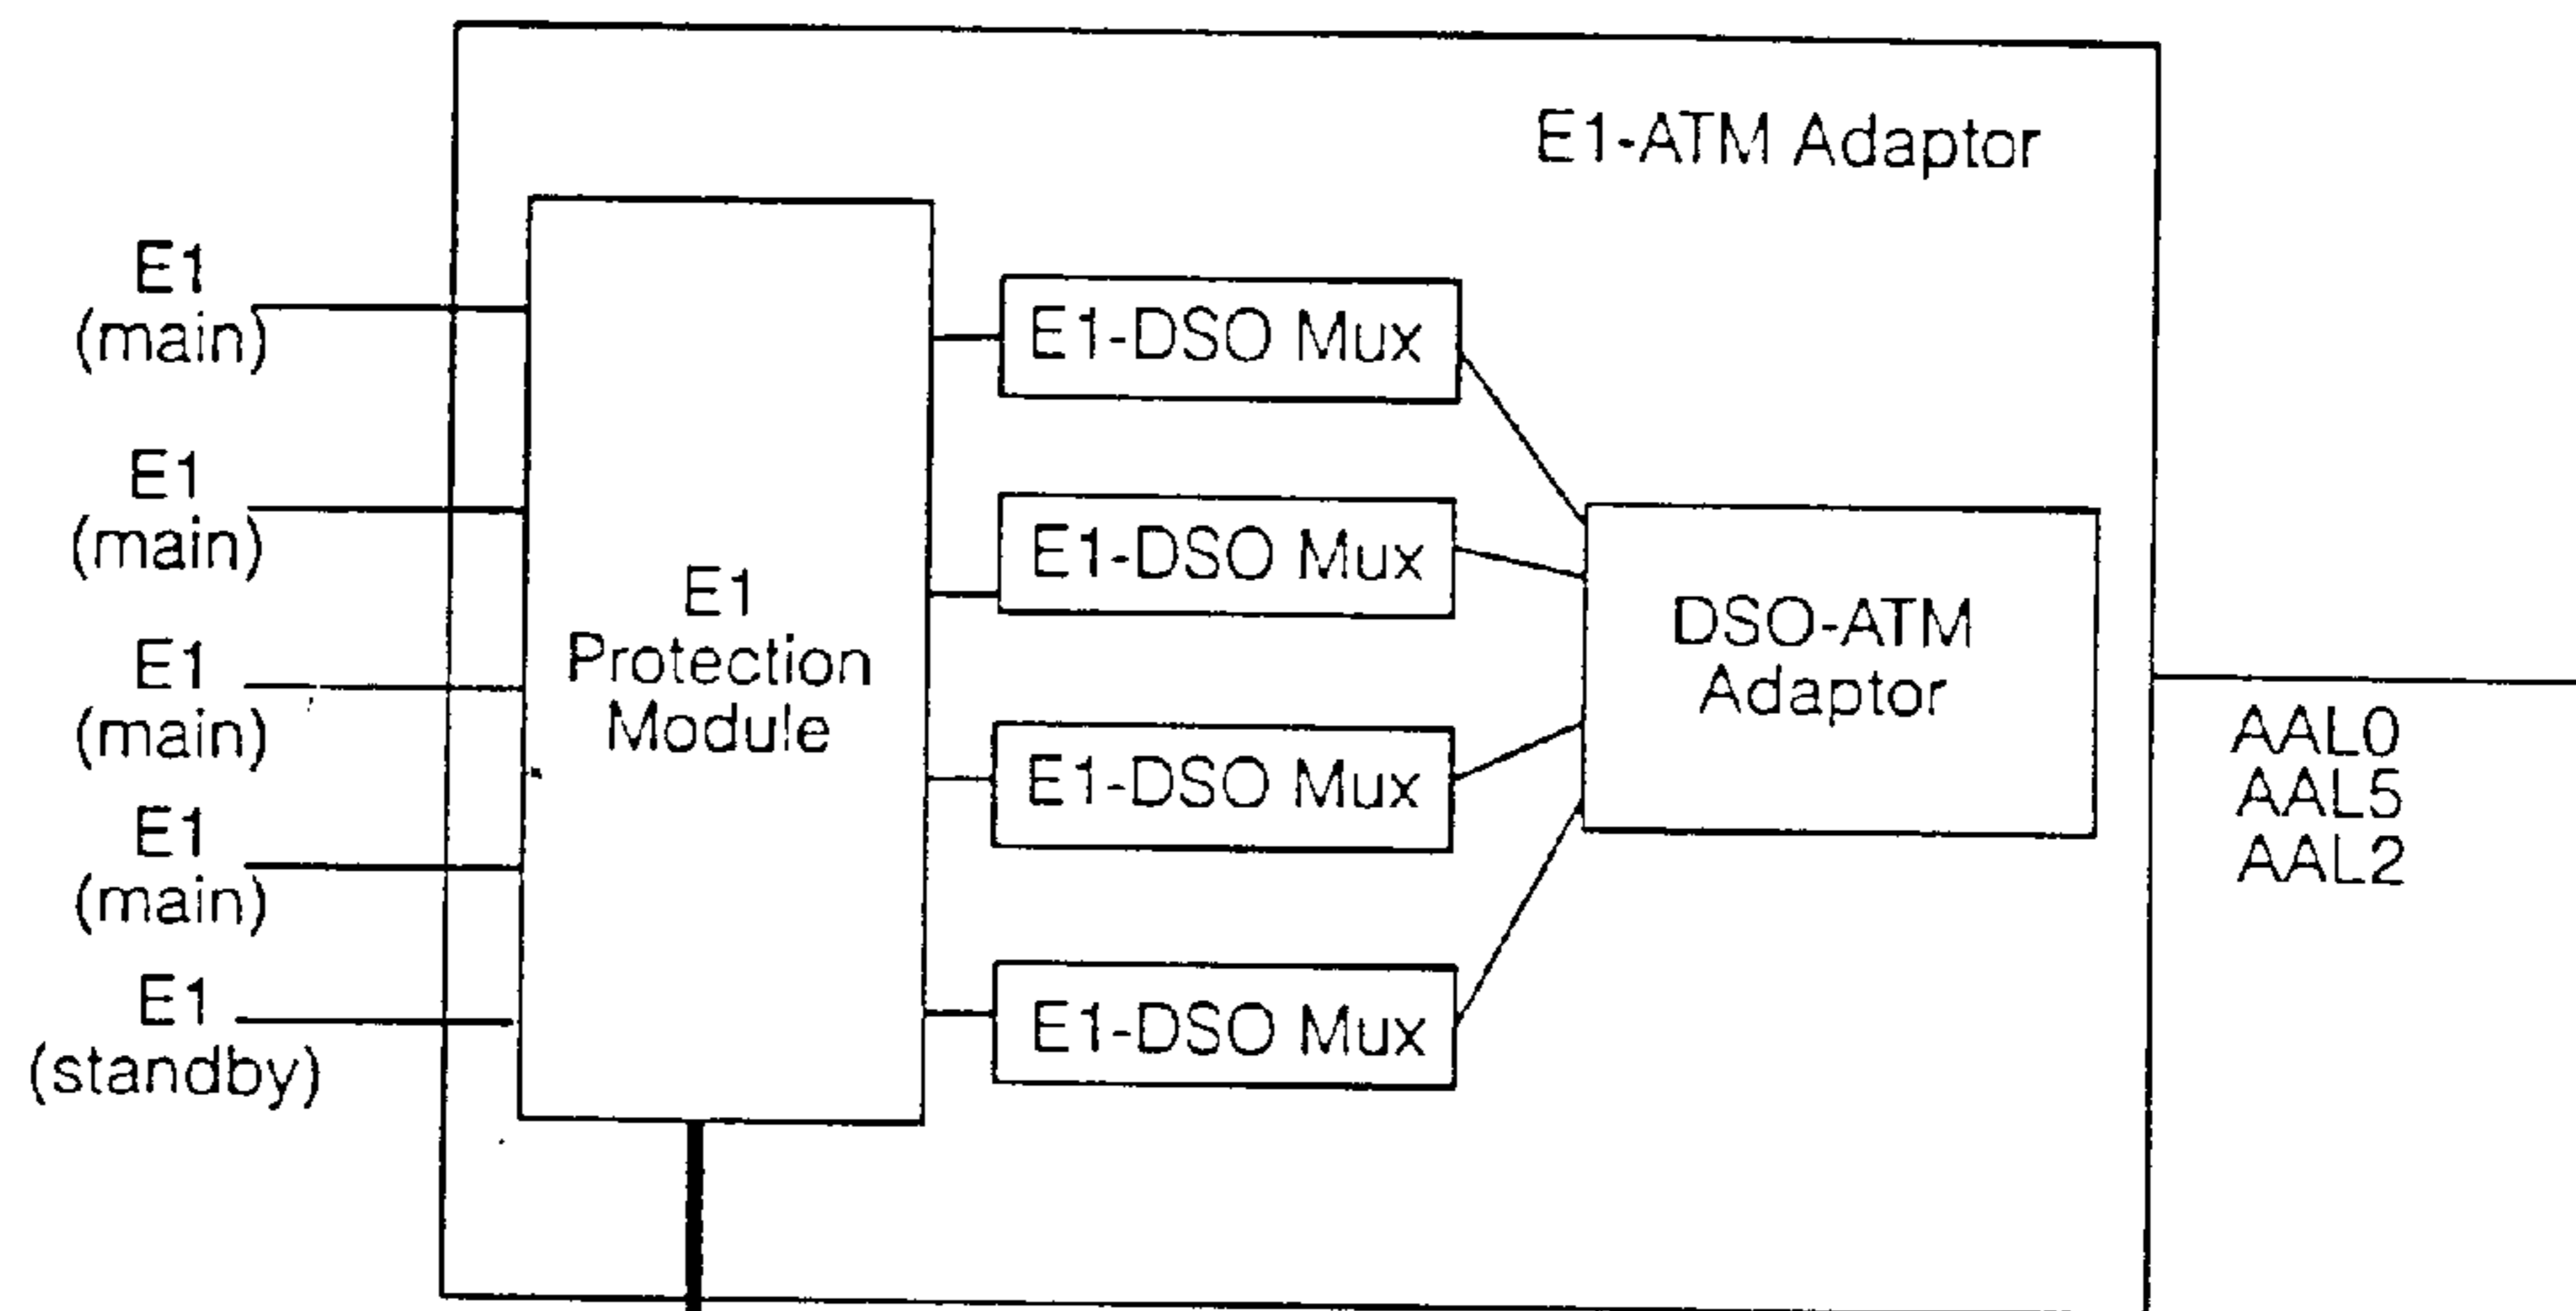 E1-ATM Adaptor
E1
(main)
E1
(main)
E1
(main)
E1
(main)
E1
(standby)
E1
Protection
Module
E1-DSO Mux
E1-DSO Mux
E1-DSO Mux
E1-DSO Mux
DSO-ATM
Adaptor
AAL0
AAL5
AAL2